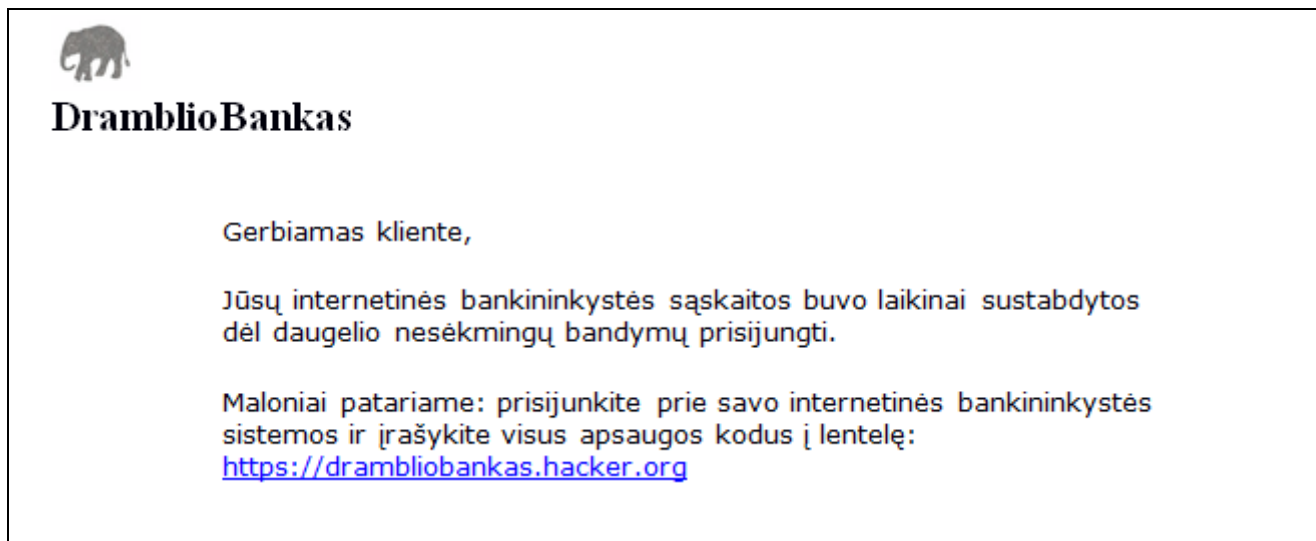 DramblioBankas
Gerbiamas kliente,
Jūsų internetinės bankininkystės sąskaitos buvo laikinai sustabdytos
dėl daugelio nesėkmingų bandymų prisijungti.
Maloniai patariame: prisijunkite prie savo internetinės bankininkystės
sistemos ir įrašykite visus apsaugos kodus į lentelę:
https://drambliobankas.hacker.org